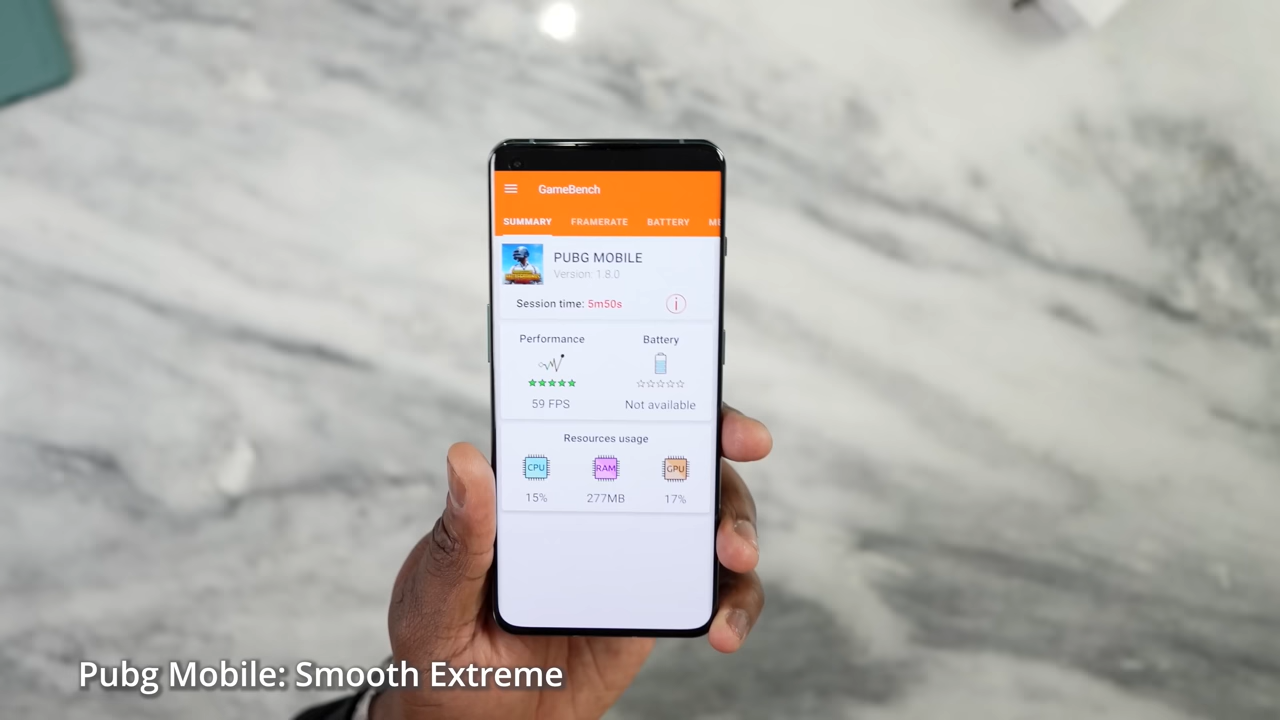 GameBench
SUMMARY FRAMERATE BATTERY
PUBG MOBILE
Version: 1.8.0
Session time: 5m50s
Performance Battery
59 FPS Not available
Resources usage
CPU RAM GPU
15% 277MB 17%
Pubg Mobile: Smooth Extreme